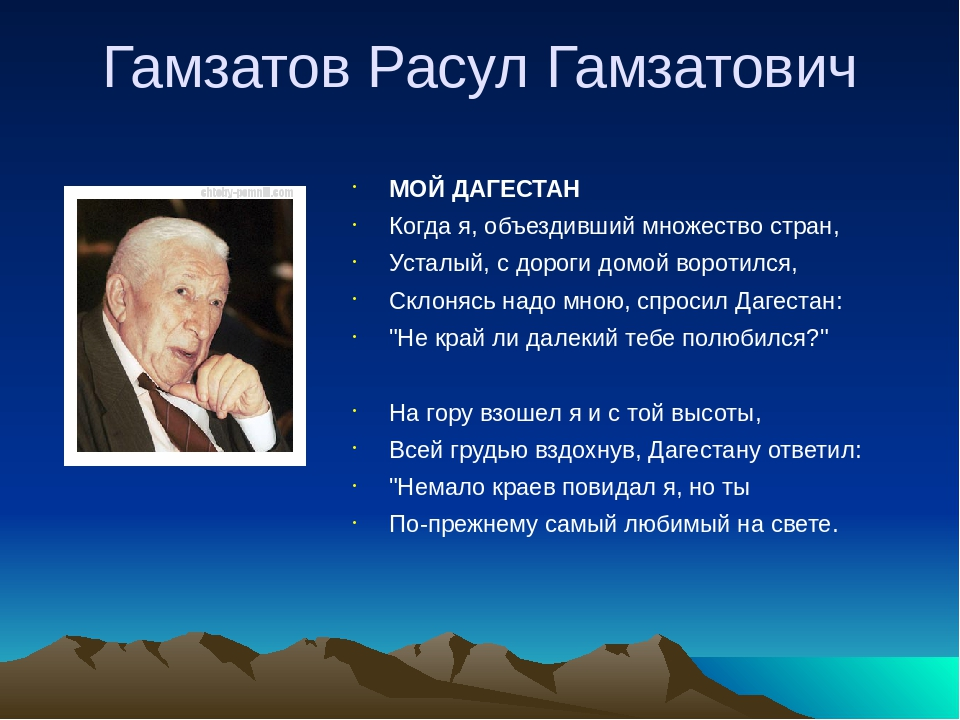 Гамзатов Расул Гамзатович
chtoby-pomnili.com
МОЙ ДАГЕСТАН
Когда я, объездивший множество стран,
Усталый, с дороги домой воротился,
Склонясь надо мною, спросил Дагестан:
"Не край ли далекий тебе полюбился?"
На гору взошел я и с той высоты,
Всей грудью вздохнув, Дагестану ответил:
"Немало краев повидал я, но ты
По-прежнему самый любимый на свете.